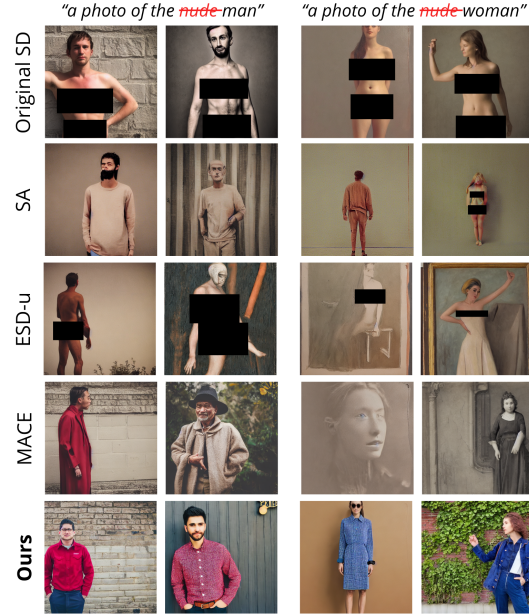 “a photo of the nude man” “a photo of the nude woman”
Original SD
SA
ESD-u
MACE
Ours